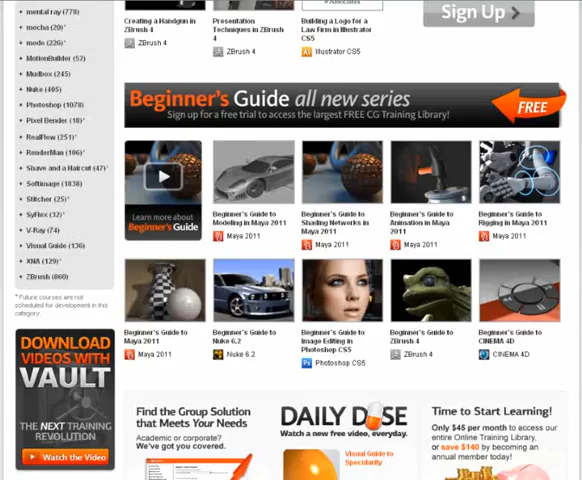 mental ray (778)
mocha (20)*
modo (226)*
MotionBuilder (52)
Mudbox (245)
Nuke (405)
Photoshop (1078)
Pixel Bender (18)*
RealFlow (251)*
RenderMan (106)*
Shave and a Haircut (47)*
Softimage (1838)
Stitcher (25)*
SyFlex (32)*
V-Ray (74)
Visual Guide (136)
XNA (129)*
ZBrush (860)
* Future courses are not
scheduled for development in this
category.
DOWNLOAD
VIDEOS WITH
VAULT
THE NEXT TRAINING
REVOLUTION
Watch the Video
Creating a Handgun in
ZBrush 4
ZBrush 4
Presentation
Techniques in ZBrush
4
ZBrush 4
Building a Logo for a
Law Firm in Illustrator
CS5
Illustrator CS5
Sign Up >
Beginner's Guide all new series
Sign up for a free trial to access the largest FREE CG Training Library!
FREE
Learn more about
Beginner's Guide
Beginner's Guide to
Modeling in Maya 2011
Maya 2011
Beginner's Guide to
Shading Networks in
Maya 2011
Maya 2011
Beginner's Guide to
Animation in Maya
2011
Maya 2011
Beginner's Guide to
Rigging in Maya 2011
Maya 2011
Beginner's Guide to
Maya 2011
Maya 2011
Beginner's Guide to
Nuke 6.2
Nuke 6.2
Beginner's Guide to
Image Editing in
Photoshop CS5
Photoshop CS5
Beginner's Guide to
ZBrush 4
ZBrush 4
Beginner's Guide to
CINEMA 4D
CINEMA 4D
Find the Group Solution
that Meets Your Needs
Academic or corporate?
We've got you covered.
DAILY DOSE
Watch a new free video, everyday.
Visual Guide to
Specularity
Time to Start Learning!
Only $45 per month to access our
entire Online Training Library,
or save $140 by becoming an
annual member today!